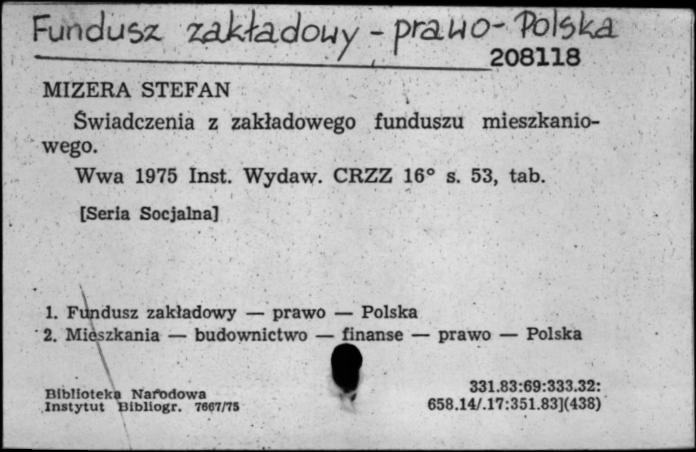 Fundusz zakładowy - prawo - Polska
208118
MIZERA STEFAN
Świadczenia z zakładowego funduszu mieszkanio-
wego.
Wwa 1975 Inst. Wydaw. CRZZ 16° s. 53, tab.
[Seria Socjalna]
1. Fundusz zakładowy — prawo — Polska
2. Mieszkania — budownictwo — finanse — prawo — Polska
Biblioteka Narodowa
Instytut Bibliogr. 7667/75
331.83:69:333.32:
658.14/.17:351.83](438)